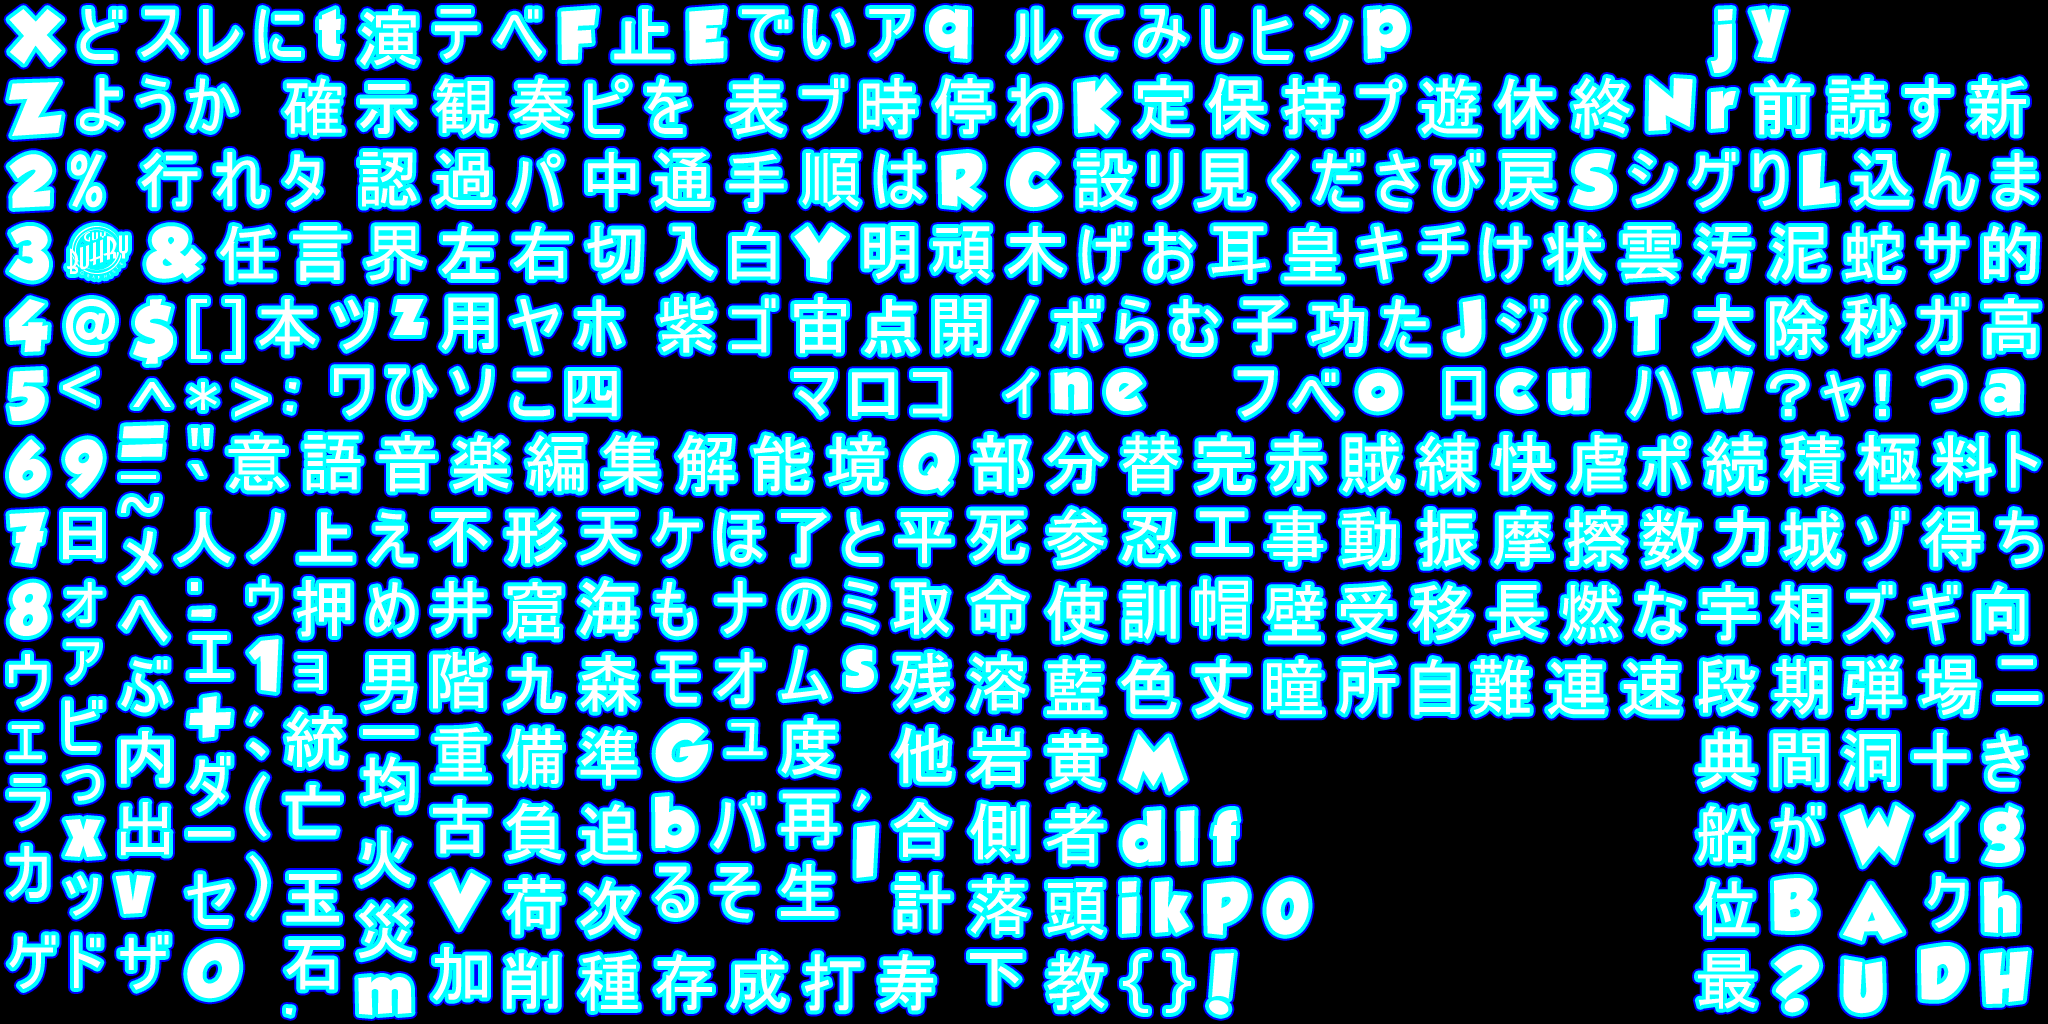 Xどスレにt演テベF止Eでいアqルてみしヒンpjy
Zようか確示観奏ピを表ブ時停わK定保持プ遊休終Nr前読す新
2%行れタ認過パ中通手順はRC設リ見くださび戻Sシグりし込んま
3CITY BUTTRY&任言界左右切入白Y明頑木げお耳皇キチけ状雲汚泥蛇サ的
4@$[]本ツz用ヤホ紫ゴ宙点開/ボらむ子功たJジ()T大除秒ガ高
5<^*>:ワひソこ四マロコィneフべoロcuハw?ャ!つa
69=_"`意語音楽編集解能境Q部分替完赤賊練快虐ポ続積極料ト
7日~メ人ノ上え不形天ケほ了と平死参忍工事動振摩擦数力城ゾ得ち
8ォへ:-ゥ押め井窟海もナのミ取命使訓帽壁受移長燃な宇相ズギ向
ウァぶエ1ョ男階九森モオムs残溶藍色丈瞳所自難連速段期弾場ニ
ェビ内+、統一重備準Gュ度他岩黄M典間洞十き
ラっx出ダー(亡均古負追bバ再'合側者dlf船がWイg
カッvセ)玉火V荷次るそ生I計落頭ikP0位BAクh
ゲドザO石.災m加削種存成打寿下教{}!最?UDH